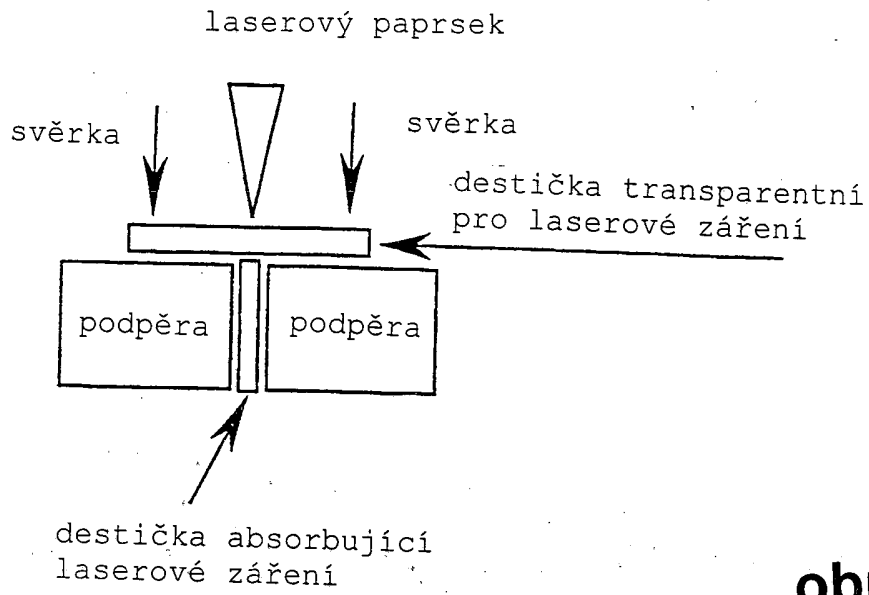 laserový paprsek
svěrka
svěrka
destička transparentní
pro laserové záření
podpěra
podpěra
destička absorbující
laserové záření